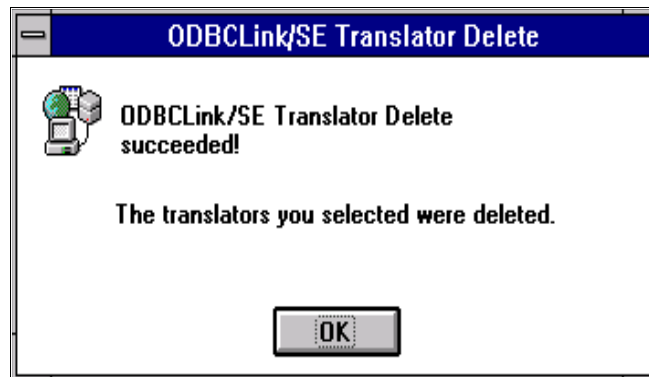 ODBCLink/SE Translator Delete
ODBCLink/SE Translator Delete
succeeded!
The translators you selected were deleted.
OK